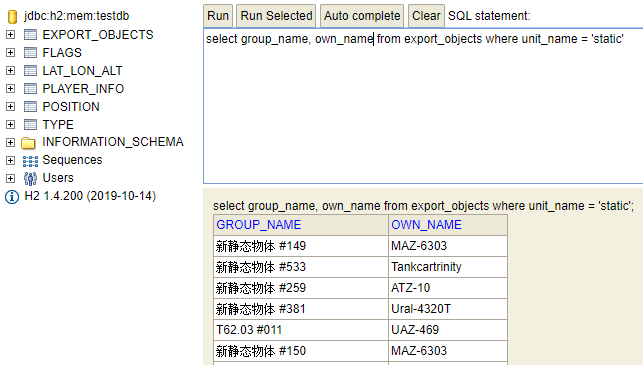 jdbc:h2:mem:testdb
EXPORT_OBJECTS
FLAGS
LAT_LON_ALT
PLAYER_INFO
POSITION
TYPE
INFORMATION_SCHEMA
Sequences
Users
H2 1.4.200 (2019-10-14)
Run Run Selected Auto complete Clear SQL statement:
select group_name, own_name from export_objects where unit_name = 'static'
select group_name, own_name from export_objects where unit_name = 'static';
GROUP_NAME OWN_NAME
新静态物体 #149 MAZ-6303
新静态物体 #533 Tankcartrinity
新静态物体 #259 ATZ-10
新静态物体 #381 Ural-4320T
T62.03 #011 UAZ-469
新静态物体 #150 MAZ-6303